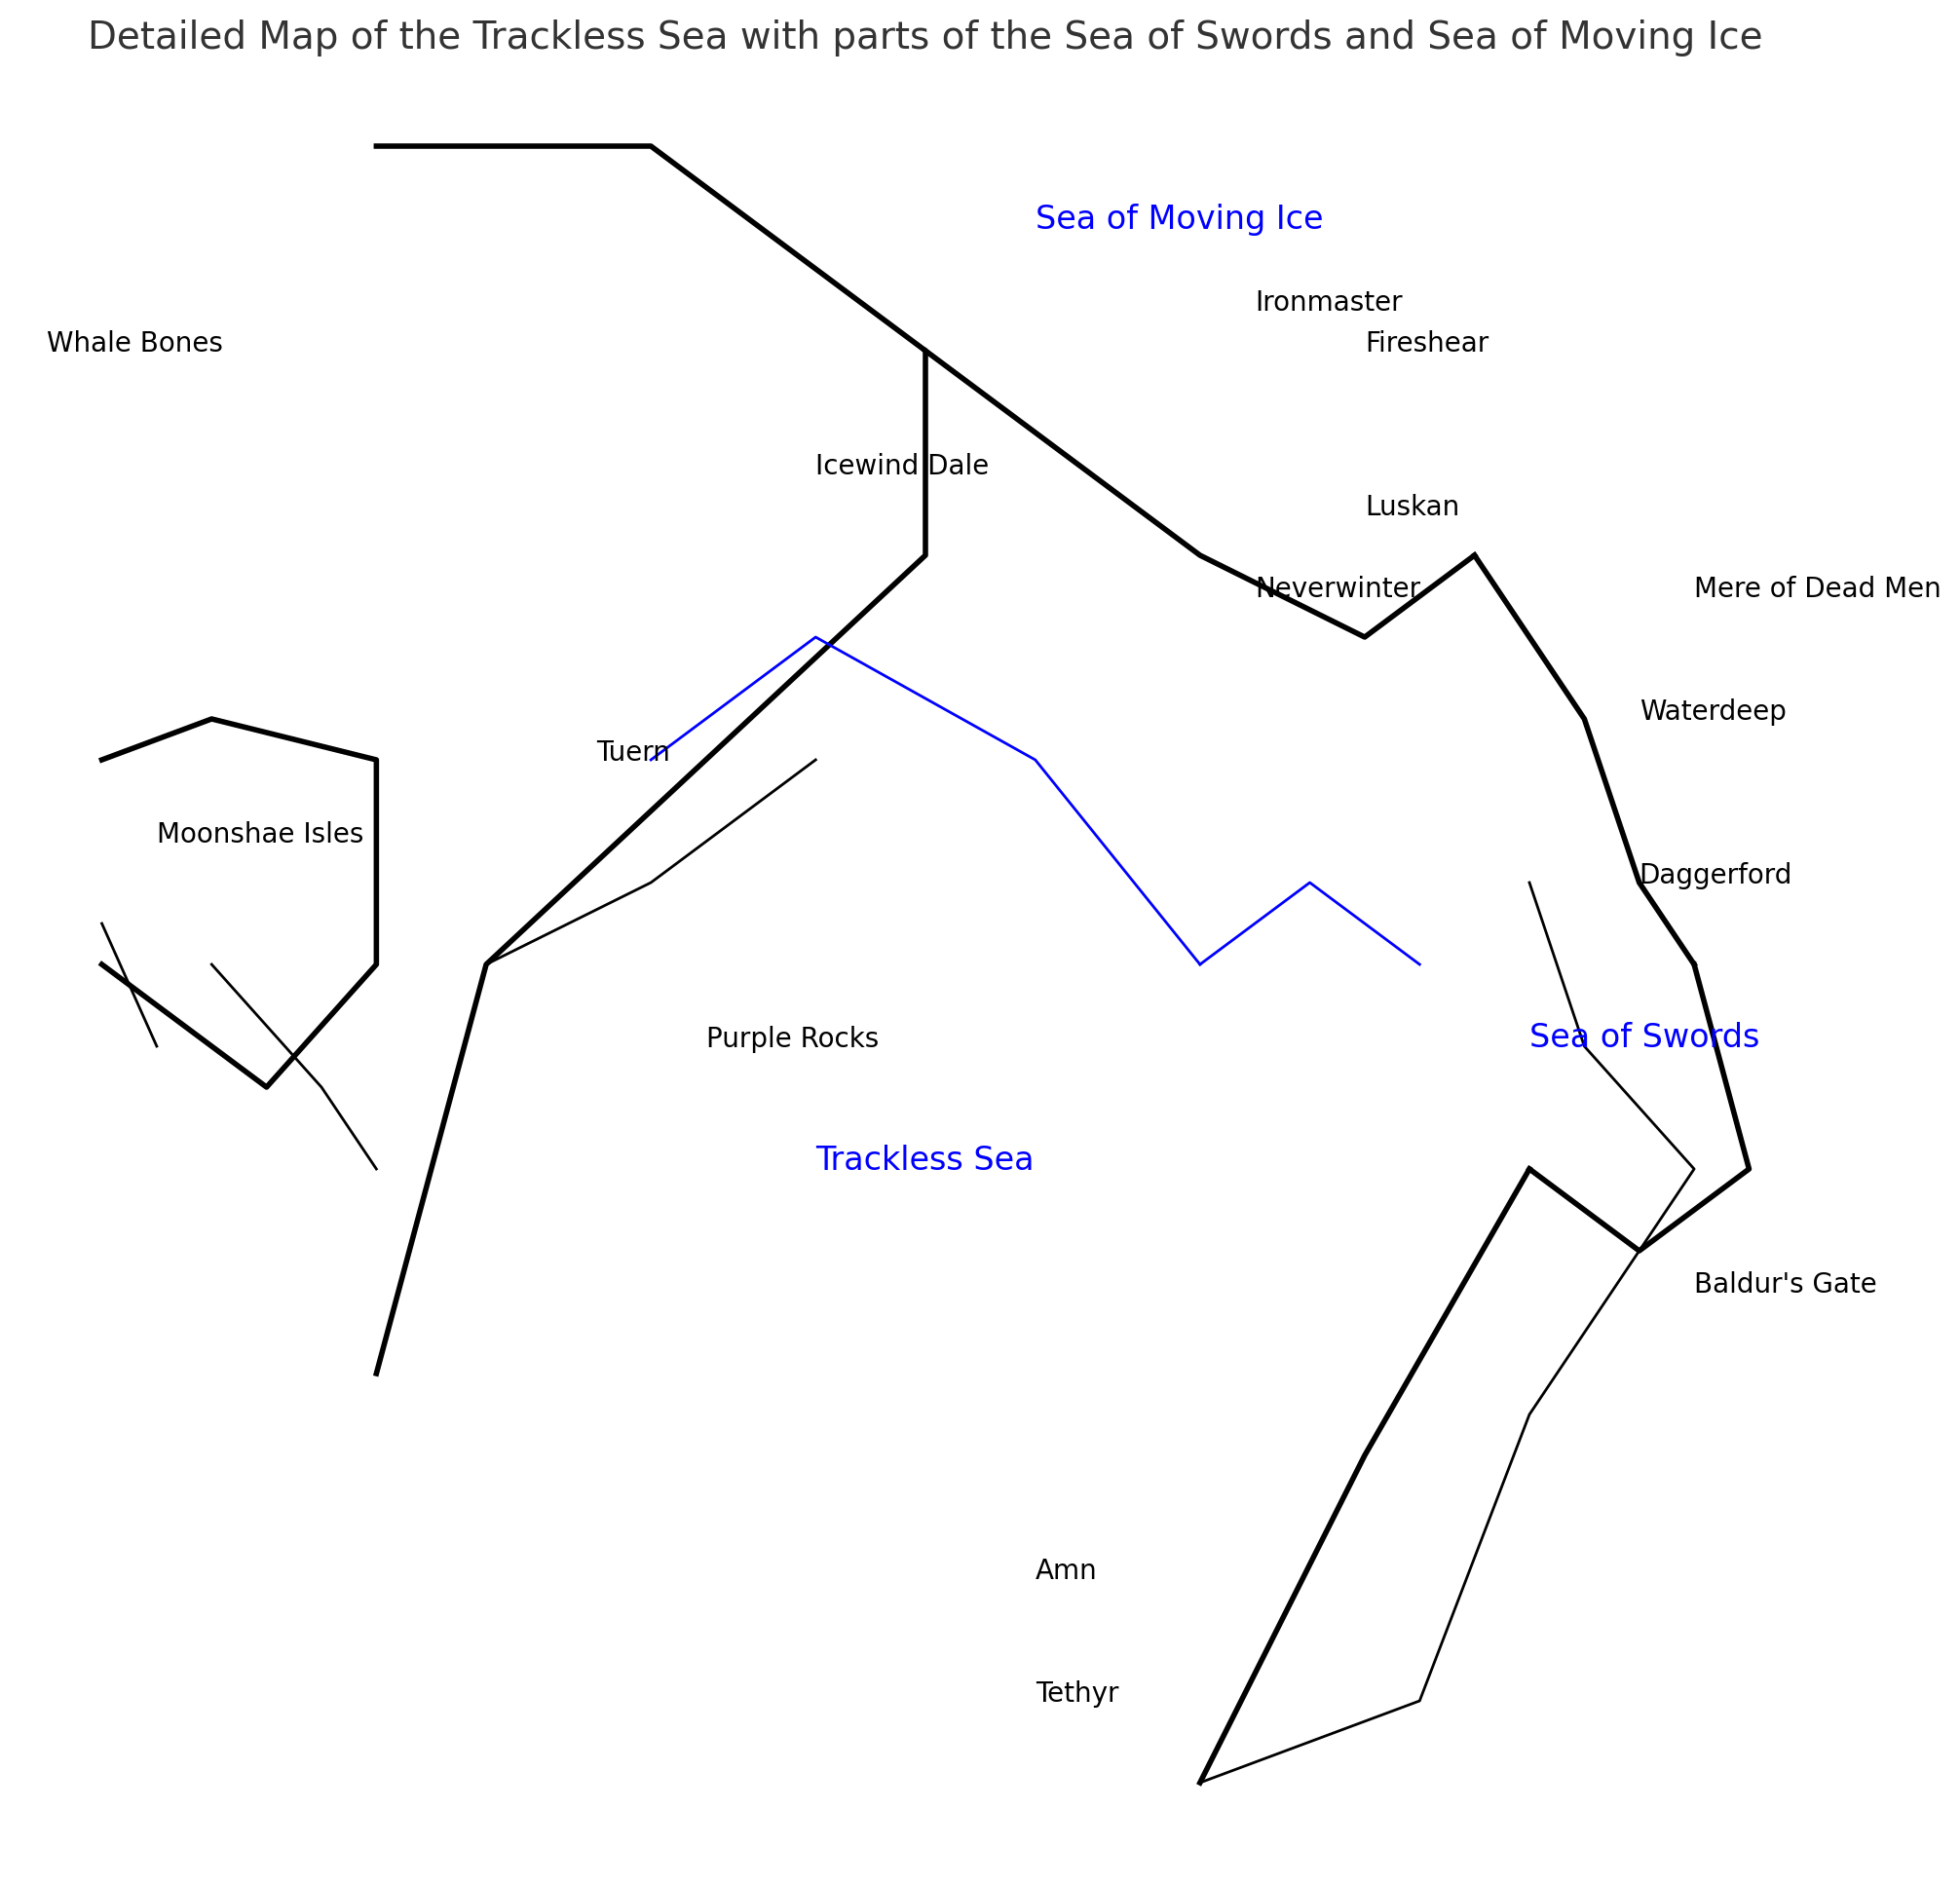 Detailed Map of the Trackless Sea with parts of the Sea of Swords and Sea of Moving Ice
Sea of Moving Ice
Ironmaster
Whale Bones
Fireshear
Icewind Dale
Luskan
Neverwinter
Mere of Dead Men
Waterdeep
Tuern
Moonshae Isles
Daggerford
Purple Rocks
Sea of Swords
Trackless Sea
Baldur's Gate
Amn
Tethyr